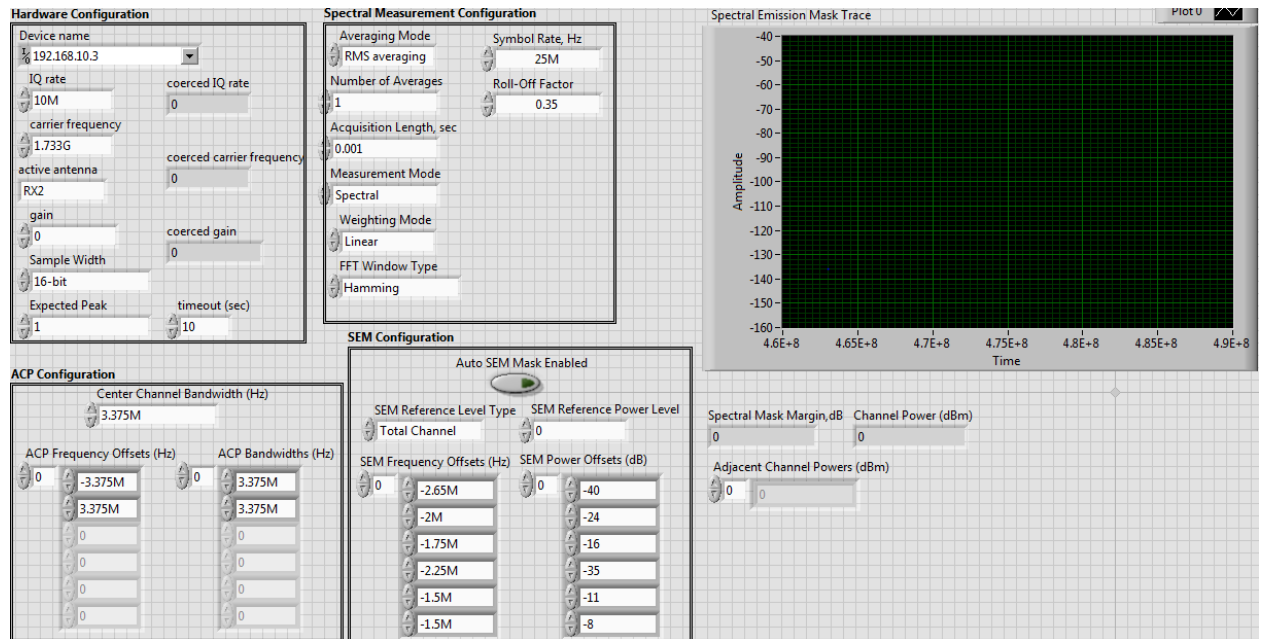 Hardware Configuration
Device name
192.168.10.3
IQ rate
10M
coerced IQ rate
0
carrier frequency
1.733G
coerced carrier frequency
0
active antenna
RX2
gain
0
coerced gain
0
Sample Width
16-bit
Expected Peak
1
timeout (sec)
10
Spectral Measurement Configuration
Averaging Mode
RMS averaging
Symbol Rate, Hz
25M
Number of Averages
1
Roll-Off Factor
0.35
Acquisition Length, sec
0.001
Measurement Mode
Spectral
Weighting Mode
Linear
FFT Window Type
Hamming
Spectral Emission Mask Trace
Plot 0
Amplitude
-40
-50
-60
-70
-80
-90
-100
-110
-120
-130
-140
-150
-160
4.6E+8 4.65E+8 4.7E+8 4.75E+8 4.8E+8 4.85E+8 4.9E+8
Time
ACP Configuration
Center Channel Bandwidth (Hz)
3.375M
ACP Frequency Offsets (Hz)
0
-3.375M
3.375M
0
0
0
0
ACP Bandwidths (Hz)
0
3.375M
3.375M
0
0
0
0
SEM Configuration
Auto SEM Mask Enabled
SEM Reference Level Type
Total Channel
SEM Reference Power Level
0
SEM Frequency Offsets (Hz)
0
-2.65M
-2M
-1.75M
-2.25M
-1.5M
-1.5M
SEM Power Offsets (dB)
0
-40
-24
-16
-35
-11
-8
Spectral Mask Margin,dB
0
Channel Power (dBm)
0
Adjacent Channel Powers (dBm)
0
0